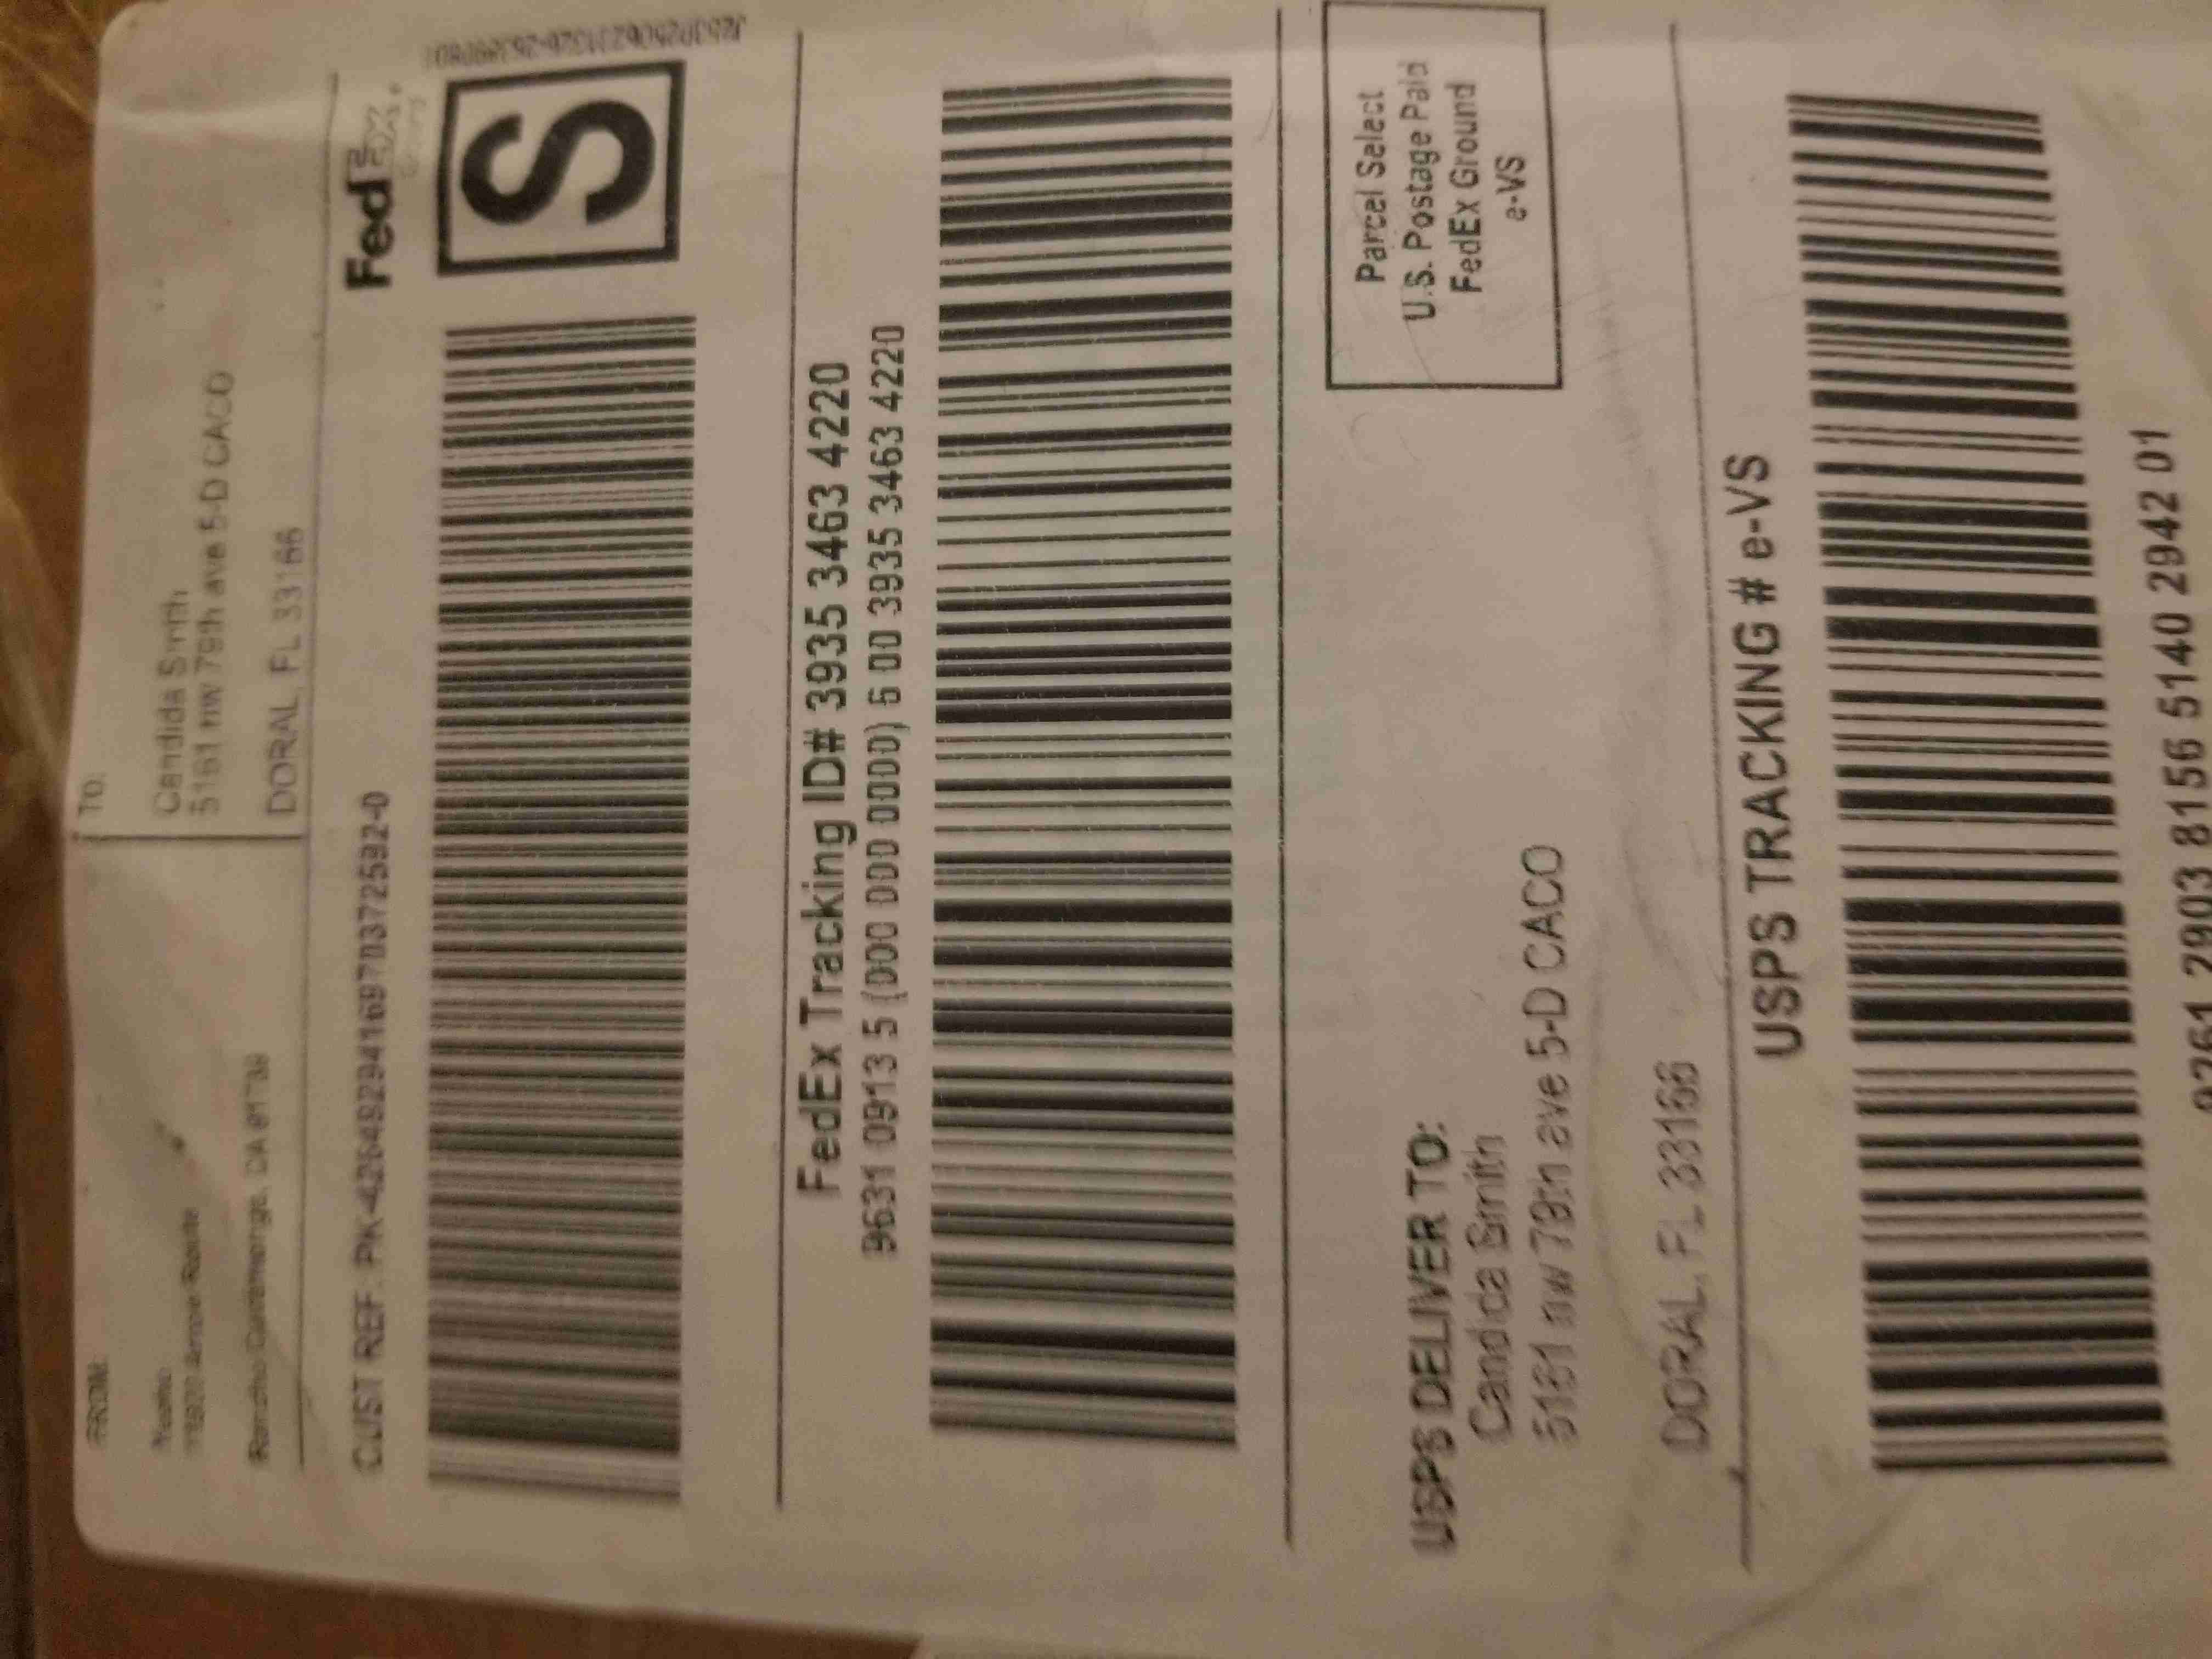 FROM:
To:
Candida Smith
5161 nw 79th ave 5-D CACO
DORAL, FL 33166
FedEx
CUST REF: PK-4264929416970372592-0
S
FedEx Tracking ID# 3935 3463 4220
9631 0913 5 (000 000 0000) 6 00 3935 3463 4220
Parcel Select
U.S. Postage Paid
FedEx Ground
e-VS
USPS DELIVER TO:
Candida Smith
5161 nw 79th ave 5-D CACO
DORAL, FL 33166
USPS TRACKING # e-VS
2903 8156 5140 2942 01